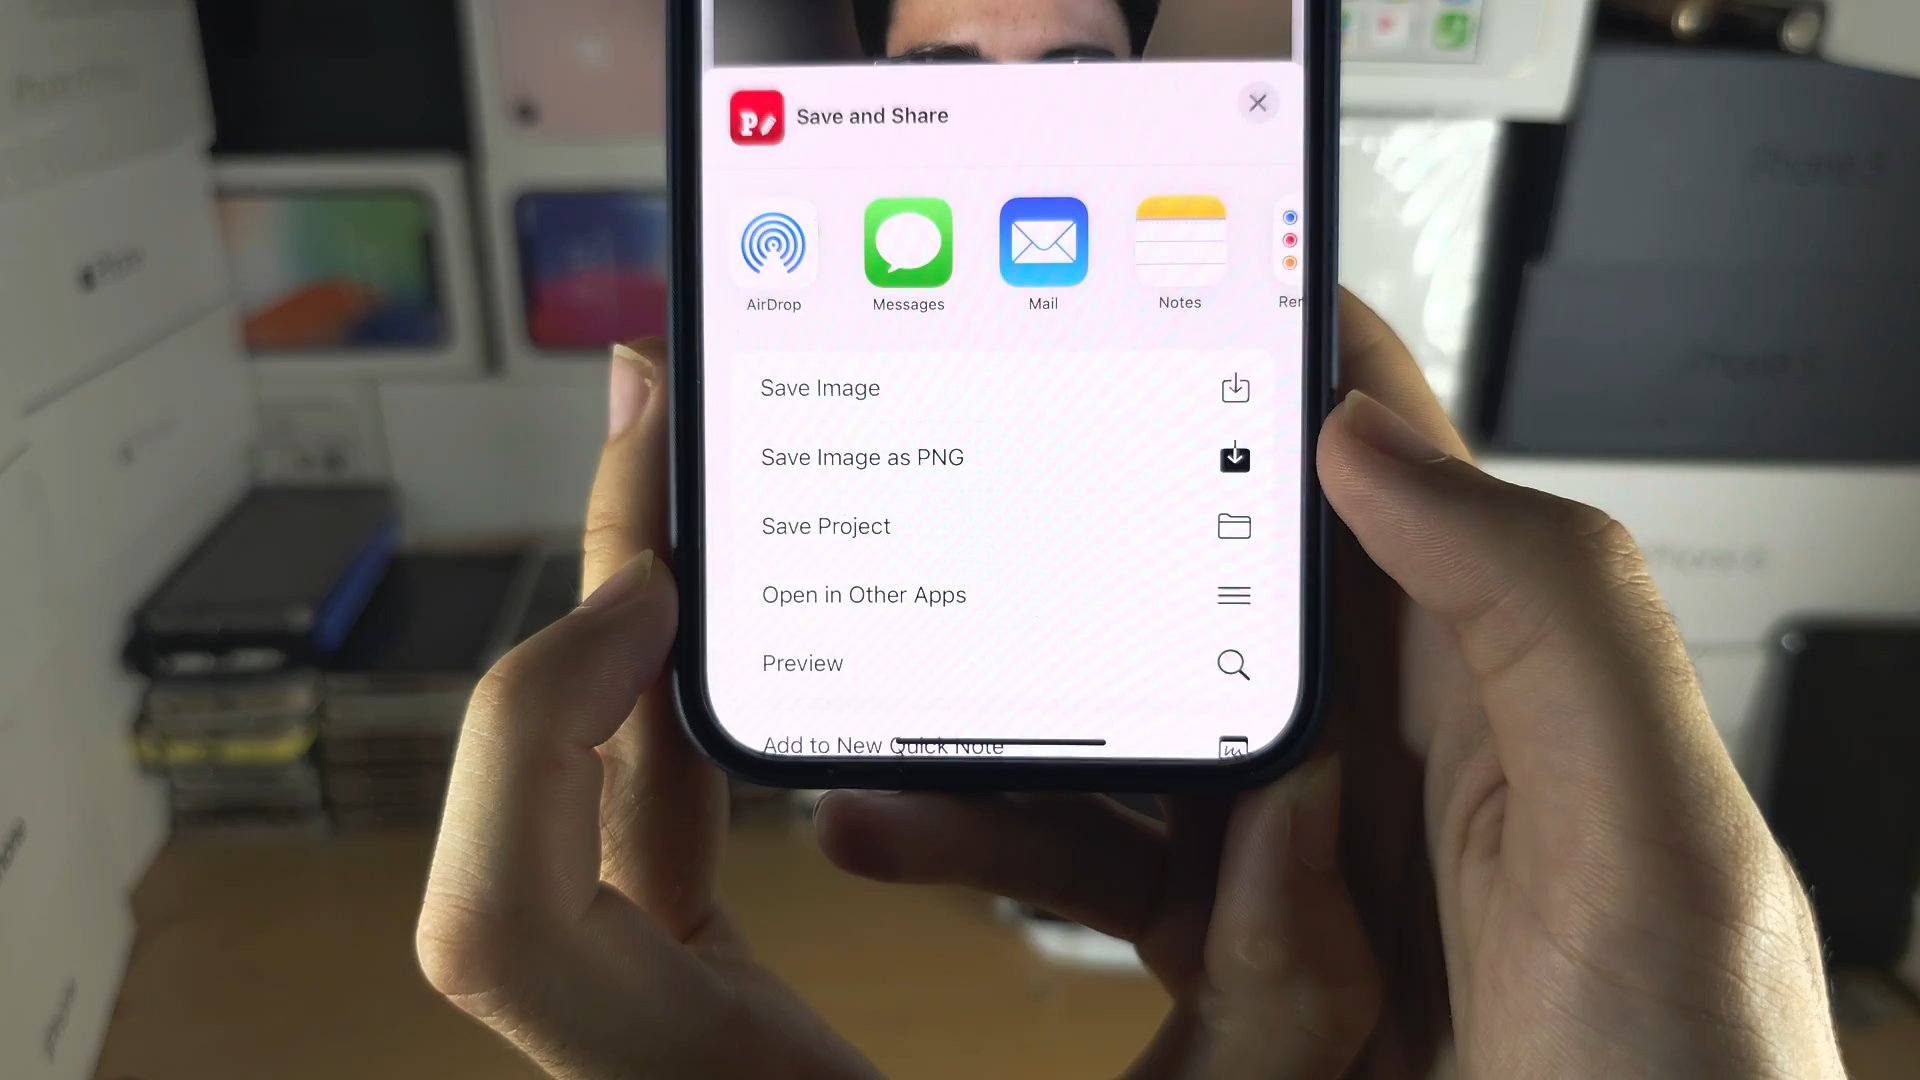 Save and Share
AirDrop
Messages
Mail
Notes
Rer
Save Image
Save Image as PNG
Save Project
Open in Other Apps
Preview
Add to New Quick Note